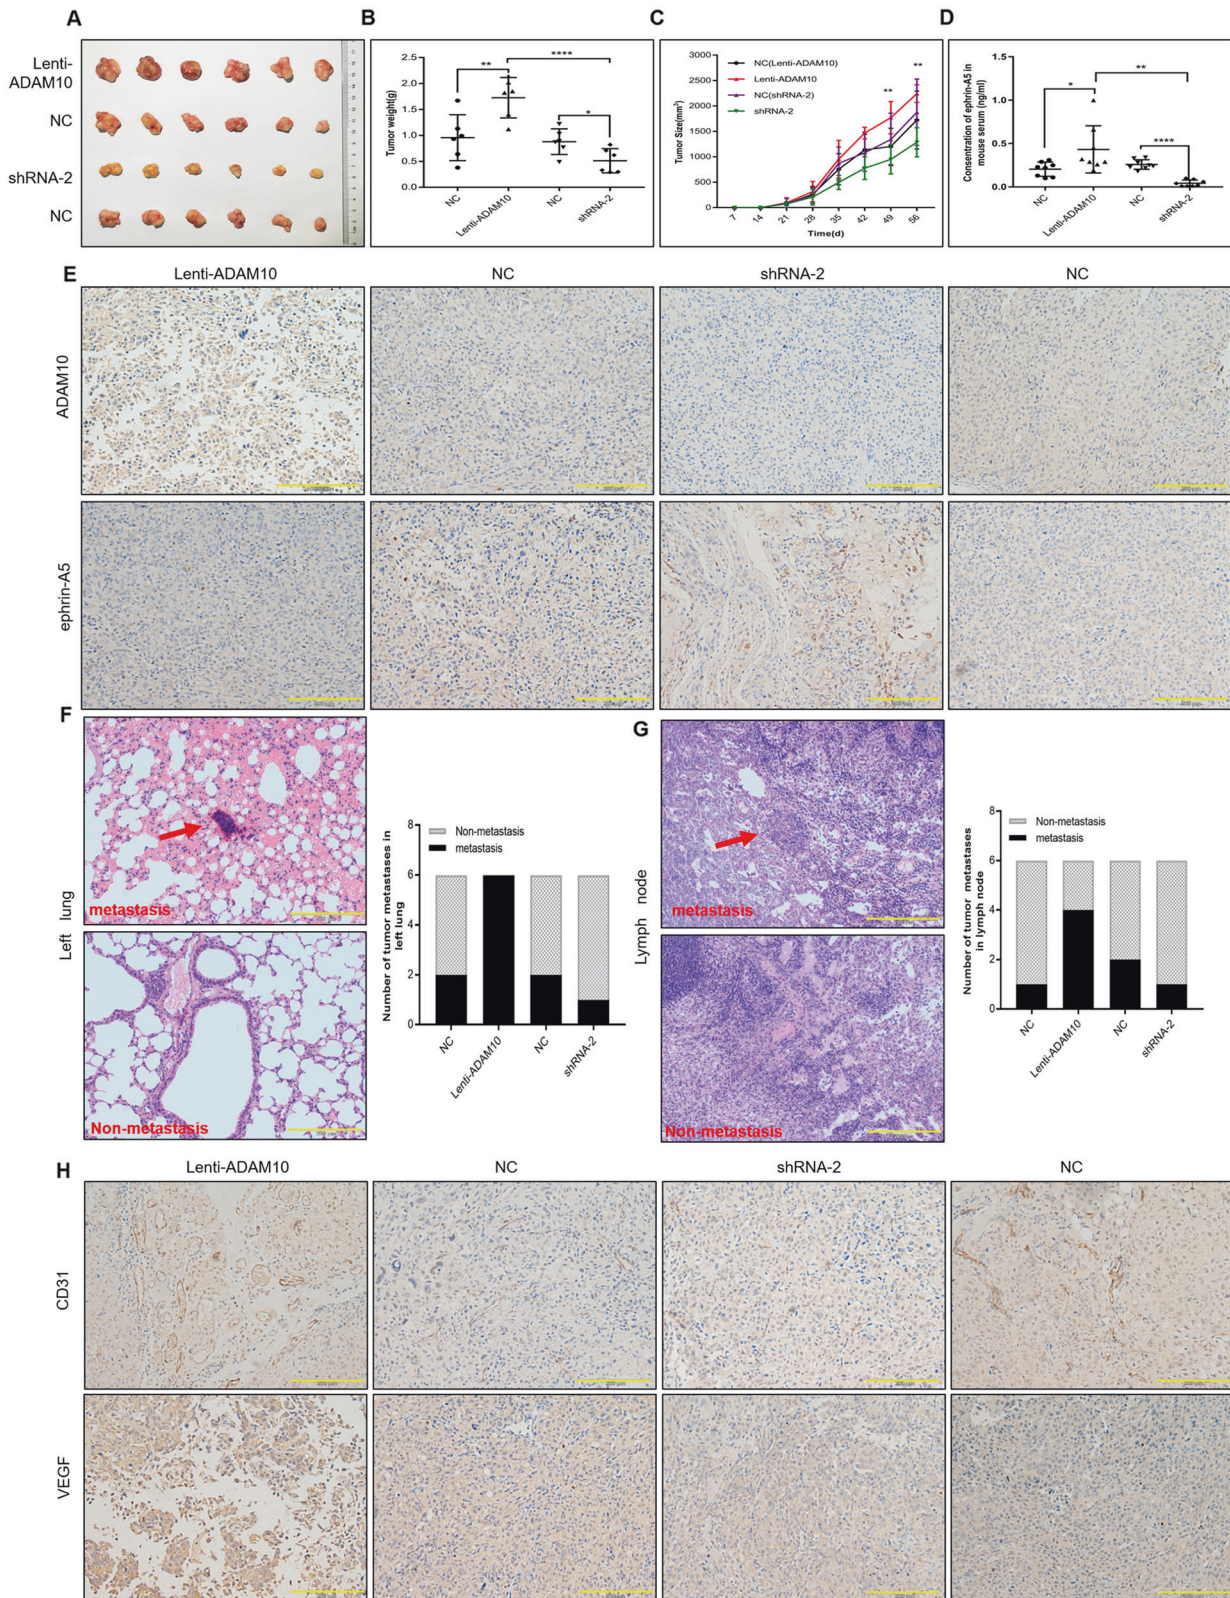 A
Lenti-
ADAM10
NC
shRNA-2
NC
B
Tumor weight(g)
2.5
2.0
1.5
1.0
0.5
0.0
**
****
*
NC
Lenti-ADAM10
NC
shRNA-2
C
Tumor Size(mm³)
3000
2500
2000
1500
1000
500
0
NC(Lenti-ADAM10)
Lenti-ADAM10
NC(shRNA-2)
shRNA-2
**
**
7 14 21 28 35 42 49 56
Time(d)
D
Concentration of ephrin-A5 in
mouse serum (ng/ml)
1.5
1.0
0.5
0.0
*
**
****
NC
Lenti-ADAM10
NC
shRNA-2
E
Lenti-ADAM10
NC
shRNA-2
NC
ADAM10
200 µm
ephrin-A5
F
Left lung
metastasis
Non-metastasis
Number of tumor metastases in
left lung
8
6
4
2
0
Non-metastasis
metastasis
NC
Lenti-ADAM10
NC
shRNA-2
G
Lymph node
metastasis
Non-metastasis
Number of tumor metastases
in lymph node
8
6
4
2
0
Non-metastasis
metastasis
NC
Lenti-ADAM10
NC
shRNA-2
H
Lenti-ADAM10
NC
shRNA-2
NC
CD31
200 µm
VEGF